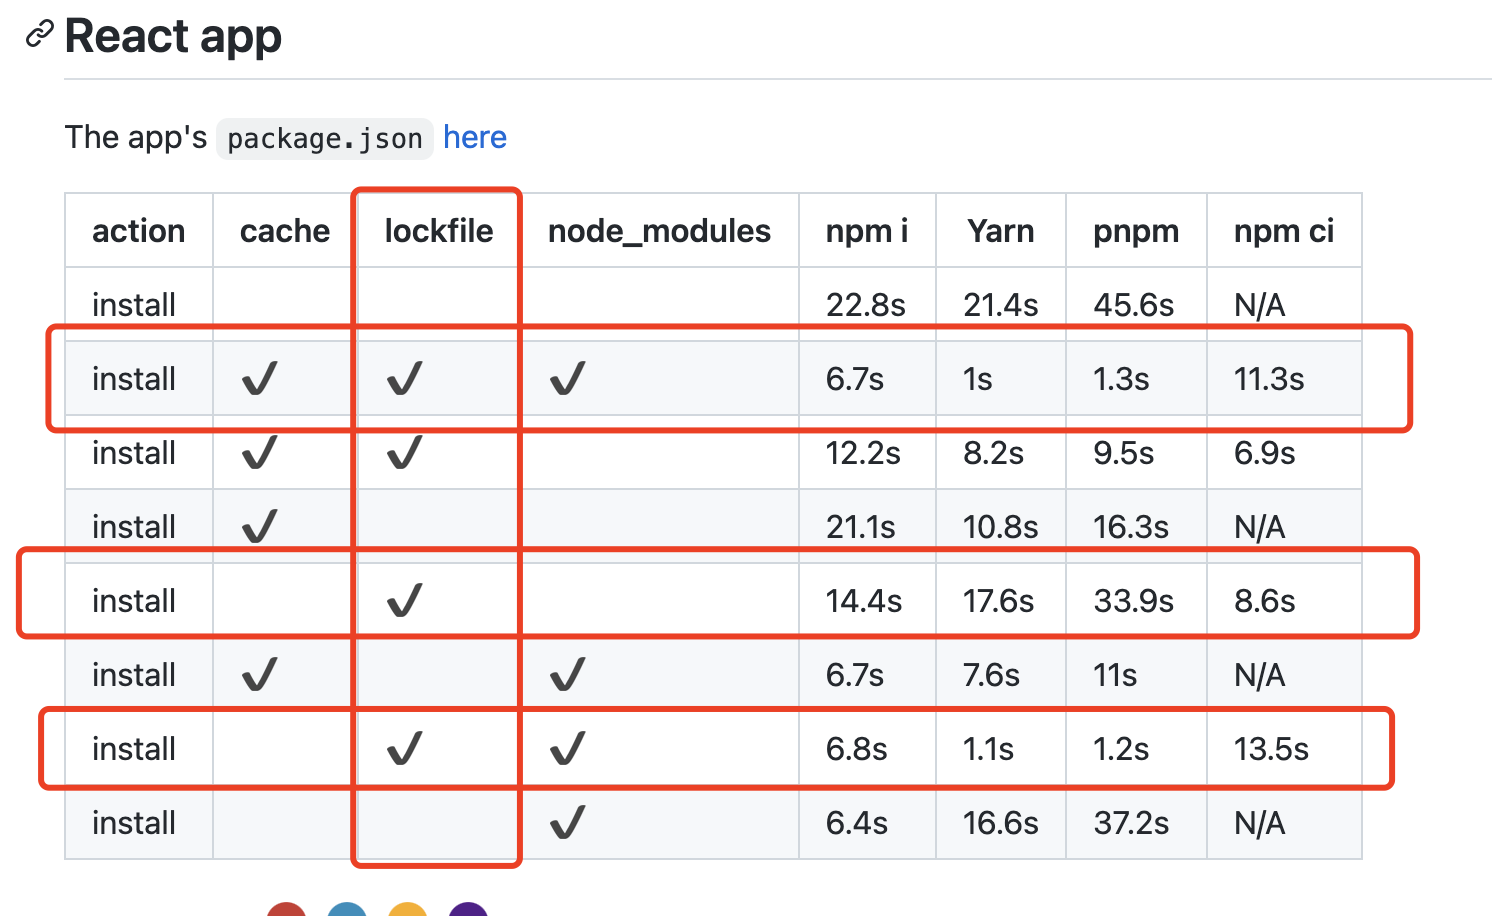 React app
The app's package.json here
action cache lockfile node_modules npm i Yarn pnpm npm ci
install 22.8s 21.4s 45.6s N/A
install ✔ ✔ ✔ 6.7s 1s 1.3s 11.3s
install ✔ ✔ 12.2s 8.2s 9.5s 6.9s
install ✔ 21.1s 10.8s 16.3s N/A
install ✔ 14.4s 17.6s 33.9s 8.6s
install ✔ ✔ 6.7s 7.6s 11s N/A
install ✔ ✔ 6.8s 1.1s 1.2s 13.5s
install ✔ 6.4s 16.6s 37.2s N/A